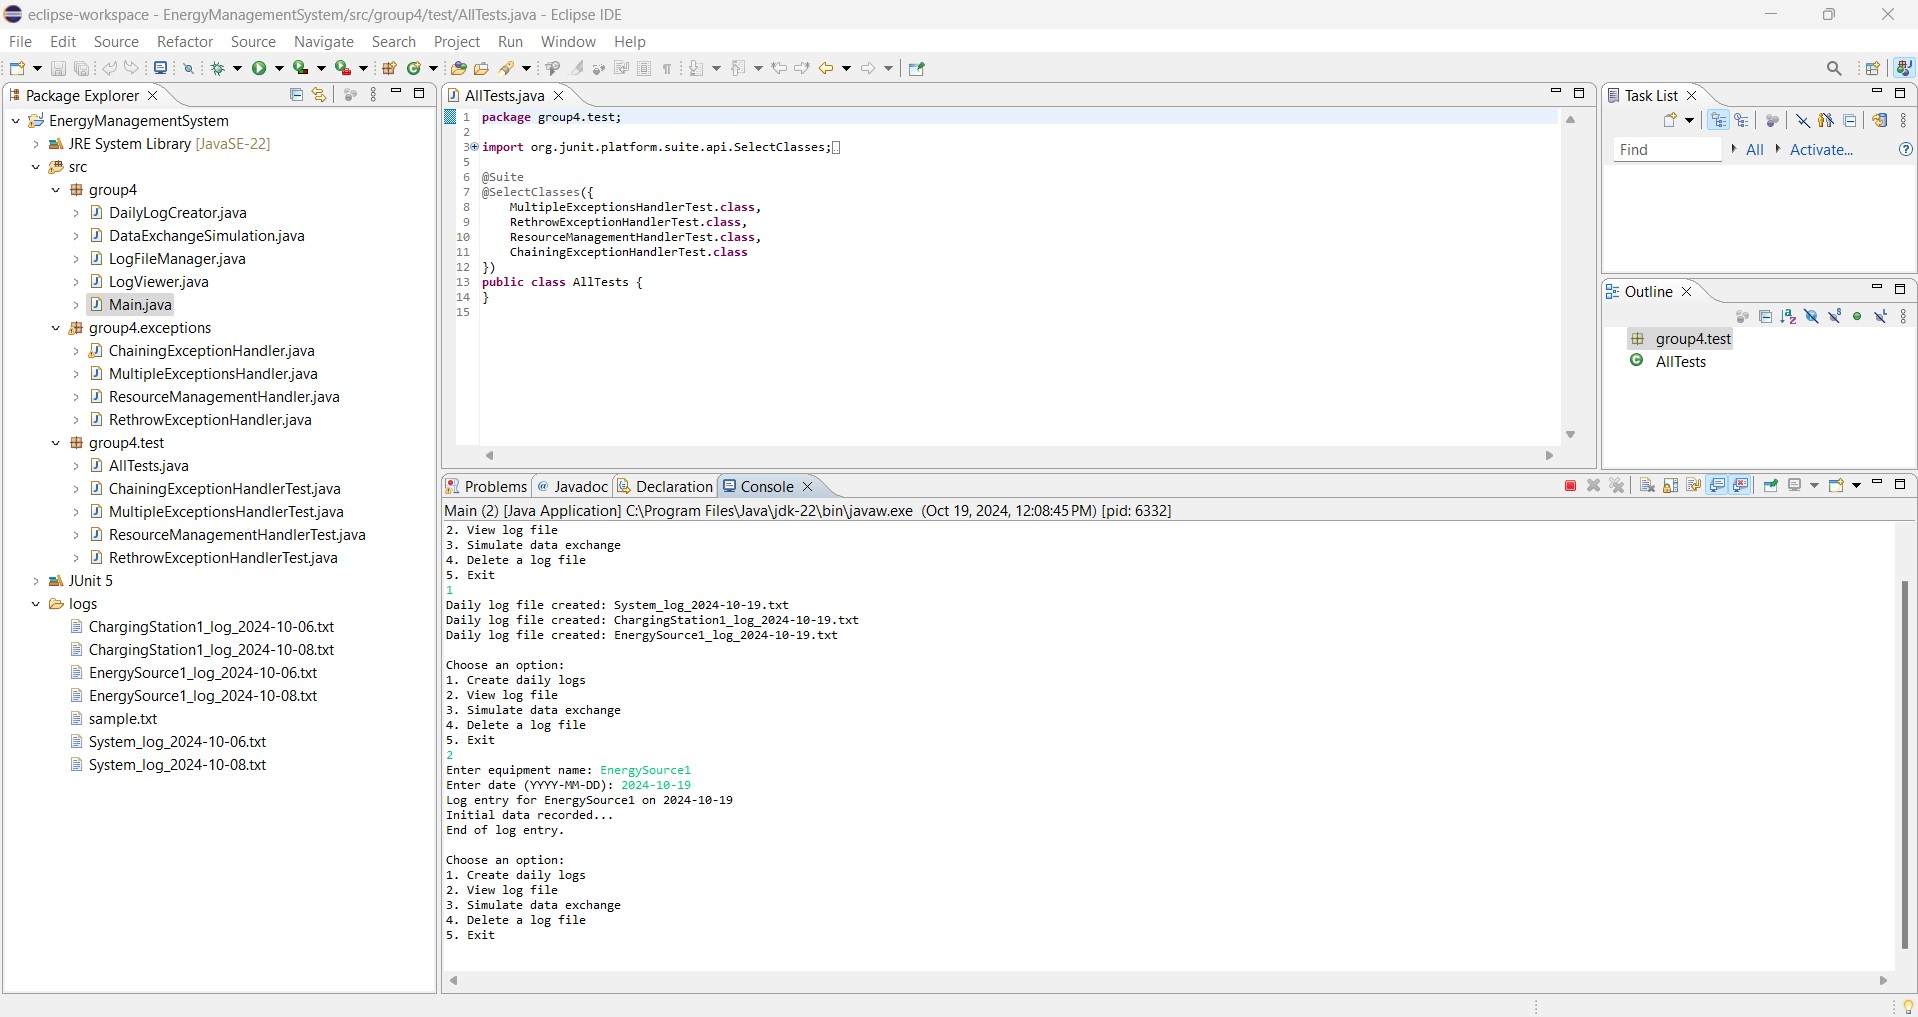 eclipse-workspace - EnergyManagementSystem/src/group4/test/AllTests.java - Eclipse IDE
File Edit Source Refactor Source Navigate Search Project Run Window Help
Package Explorer
EnergyManagementSystem
JRE System Library [JavaSE-22]
src
group4
DailyLogCreator.java
DataExchangeSimulation.java
LogFileManager.java
LogViewer.java
Main.java
group4.exceptions
ChainingExceptionHandler.java
MultipleExceptionsHandler.java
ResourceManagementHandler.java
RethrowExceptionHandler.java
group4.test
AllTests.java
ChainingExceptionHandlerTest.java
MultipleExceptionsHandlerTest.java
ResourceManagementHandlerTest.java
RethrowExceptionHandlerTest.java
JUnit 5
logs
ChargingStation1_log_2024-10-06.txt
ChargingStation1_log_2024-10-08.txt
EnergySource1_log_2024-10-06.txt
EnergySource1_log_2024-10-08.txt
sample.txt
System_log_2024-10-06.txt
System_log_2024-10-08.txt
AllTests.java
1 package group4.test;
2
3 import org.junit.platform.suite.api.SelectClasses;
5
6 @Suite
7 @SelectClasses({
8 MultipleExceptionsHandlerTest.class,
9 RethrowExceptionHandlerTest.class,
10 ResourceManagementHandlerTest.class,
11 ChainingExceptionHandlerTest.class
12 })
13 public class AllTests {
14 }
15
Task List
Find All Activate...
Outline
group4.test
AllTests
Problems @ Javadoc Declaration Console
Main (2) [Java Application] C:\Program Files\Java\jdk-22\bin\javaw.exe (Oct 19, 2024, 12:08:45 PM) [pid: 6332]
2. View log file
3. Simulate data exchange
4. Delete a log file
5. Exit
1
Daily log file created: System_log_2024-10-19.txt
Daily log file created: ChargingStation1_log_2024-10-19.txt
Daily log file created: EnergySource1_log_2024-10-19.txt
Choose an option:
1. Create daily logs
2. View log file
3. Simulate data exchange
4. Delete a log file
5. Exit
2
Enter equipment name: EnergySource1
Enter date (YYYY-MM-DD): 2024-10-19
Log entry for EnergySource1 on 2024-10-19
Initial data recorded...
End of log entry.
Choose an option:
1. Create daily logs
2. View log file
3. Simulate data exchange
4. Delete a log file
5. Exit